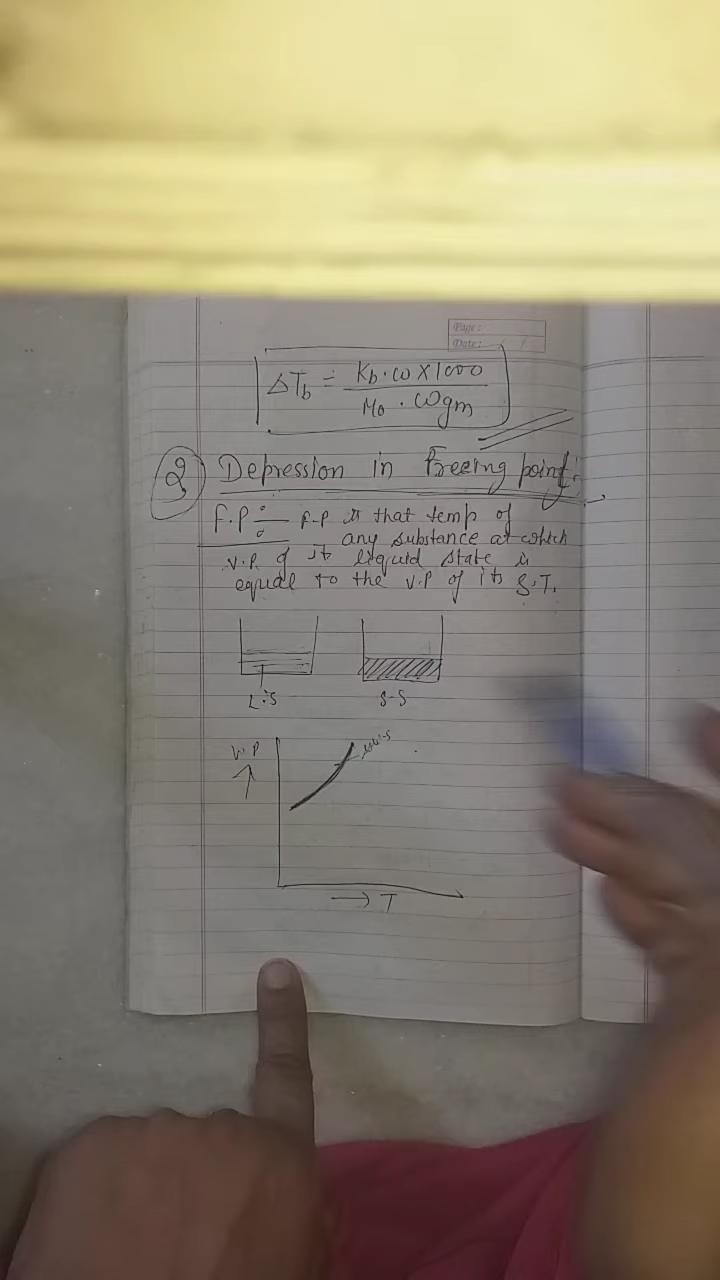 Page :
Date : / /
ΔTb = Kb · ω × 1000
Mo · Wgm
2 Depression in Freezing point :
F.P :— F.P is that temp of
any substance at which
V.P. of its liquid state is
equal to the V.P of its S.T.
L.S S-S
V.P
T